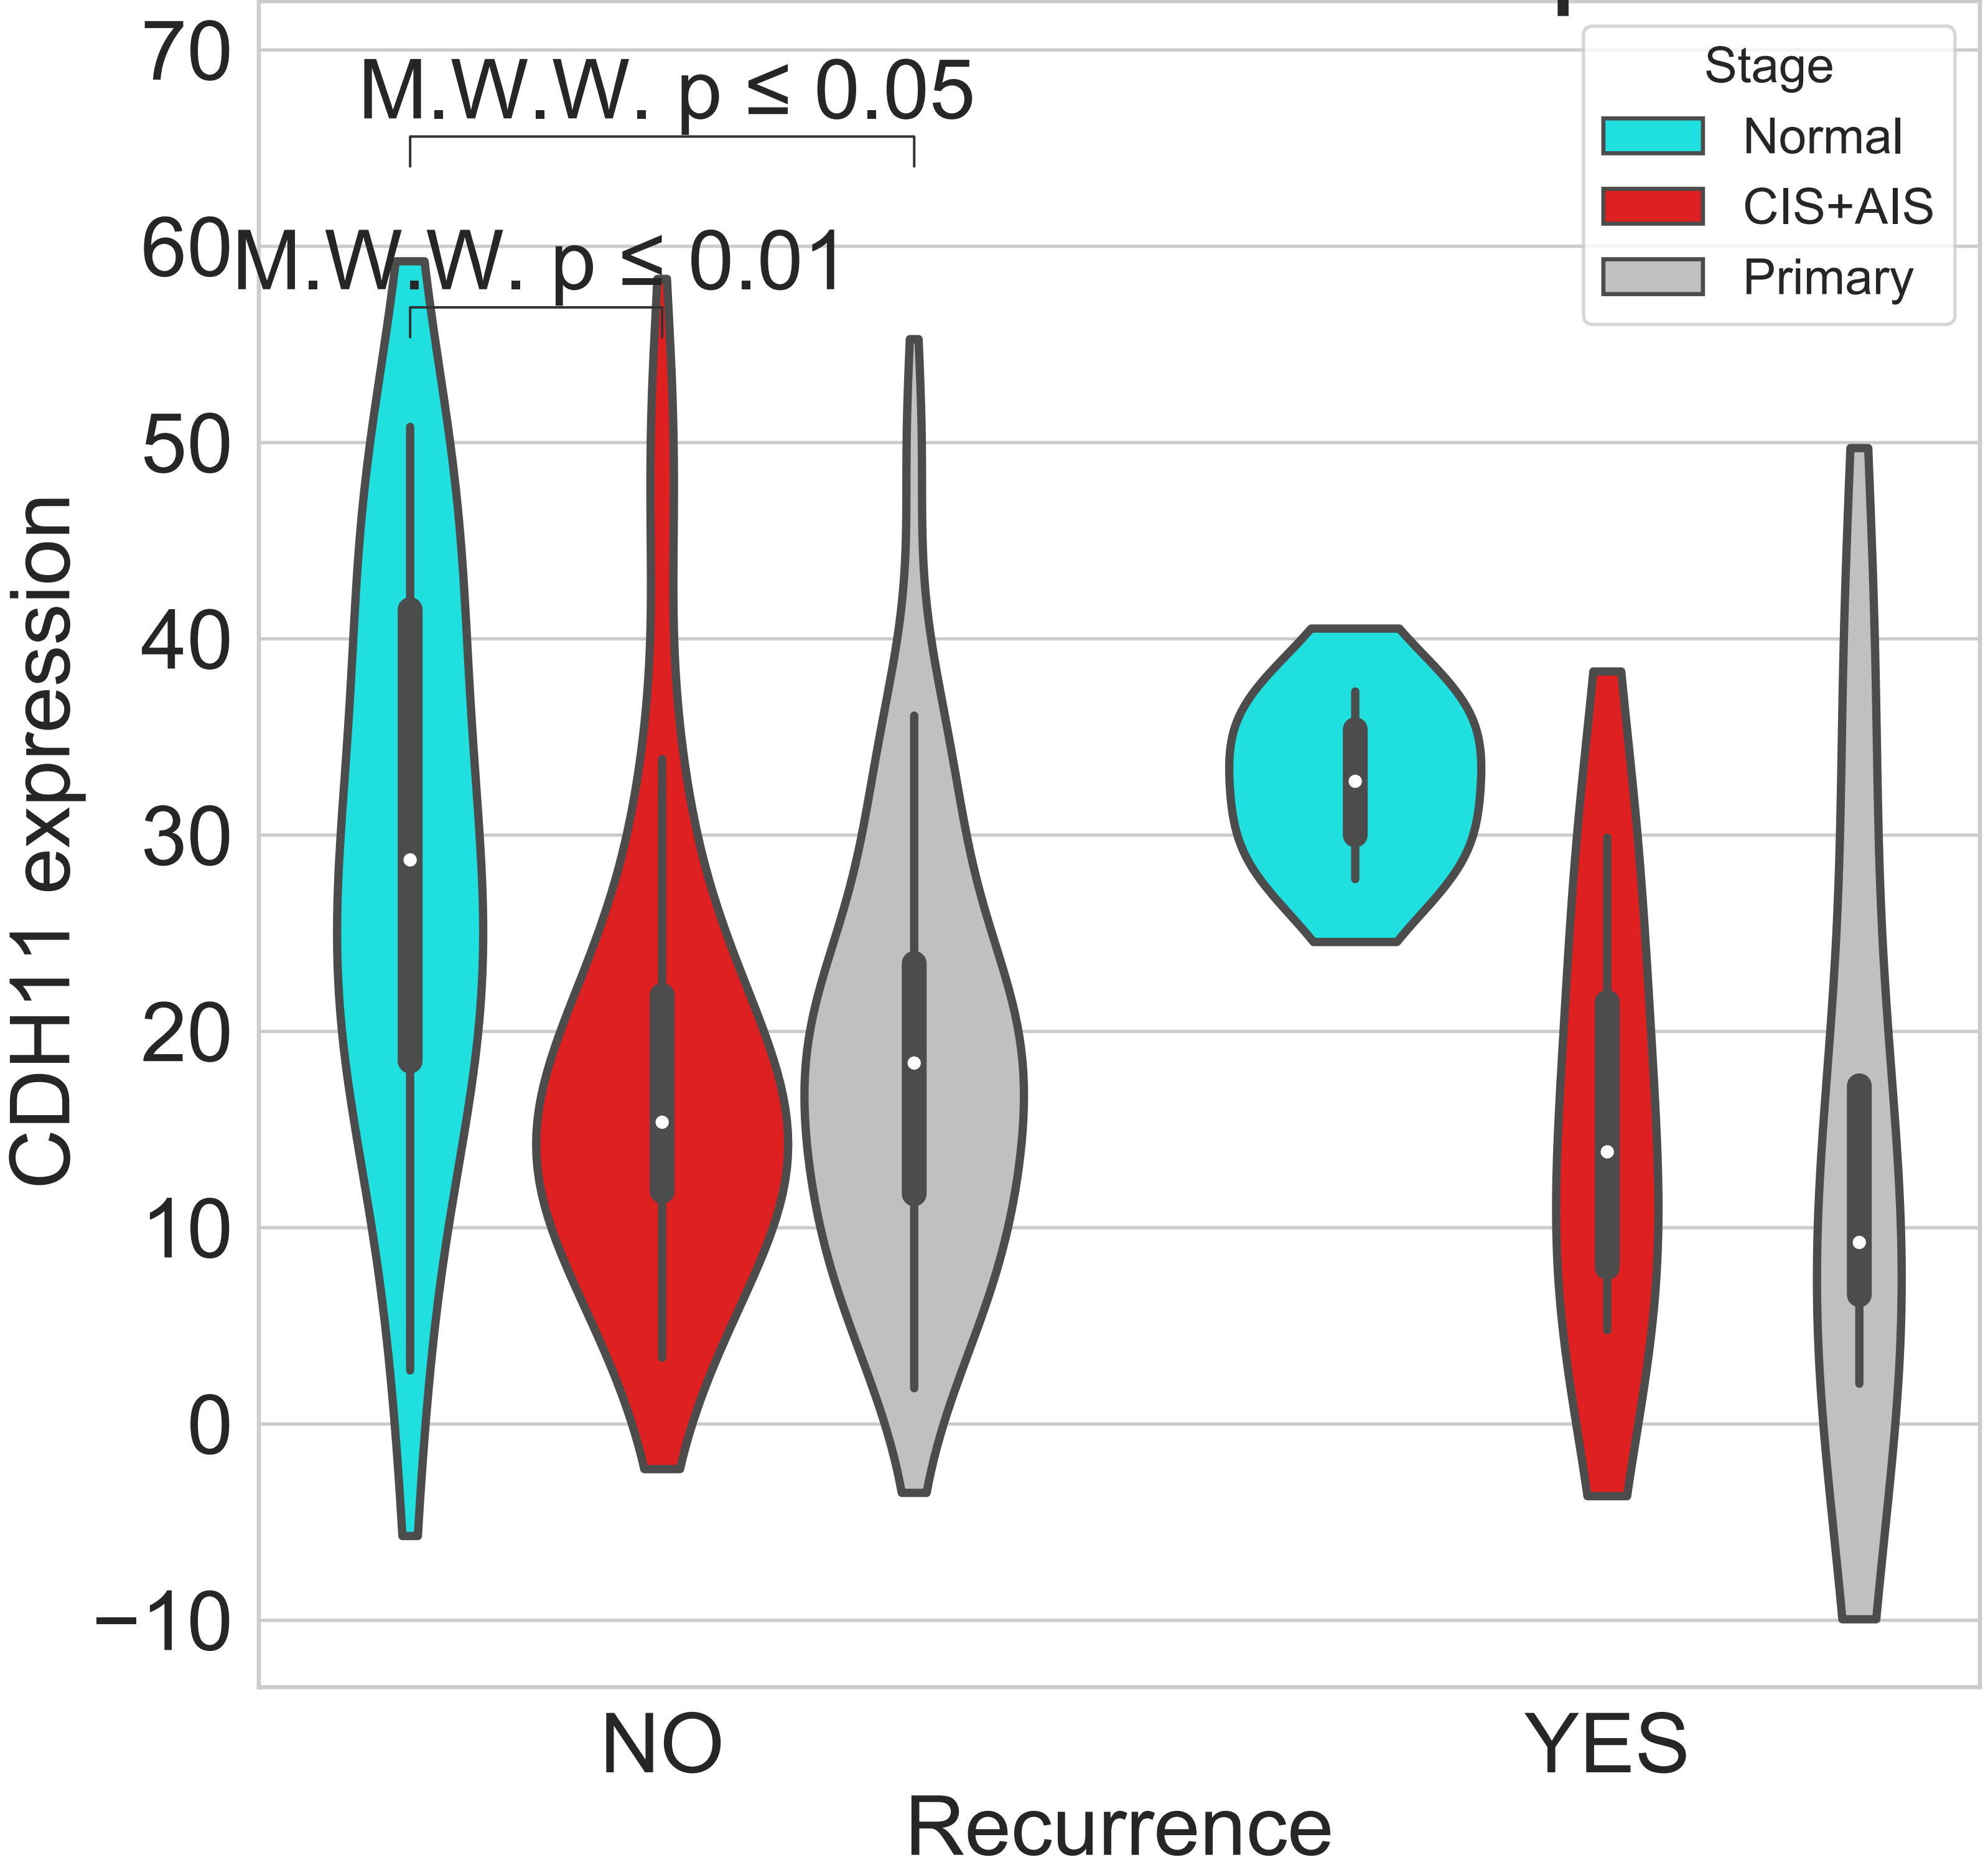 70
60
50
40
30
20
10
0
−10
CDH11 expression
M.W.W. p ≤ 0.05
M.W.W. p ≤ 0.01
Stage
Normal
CIS+AIS
Primary
NO
YES
Recurrence